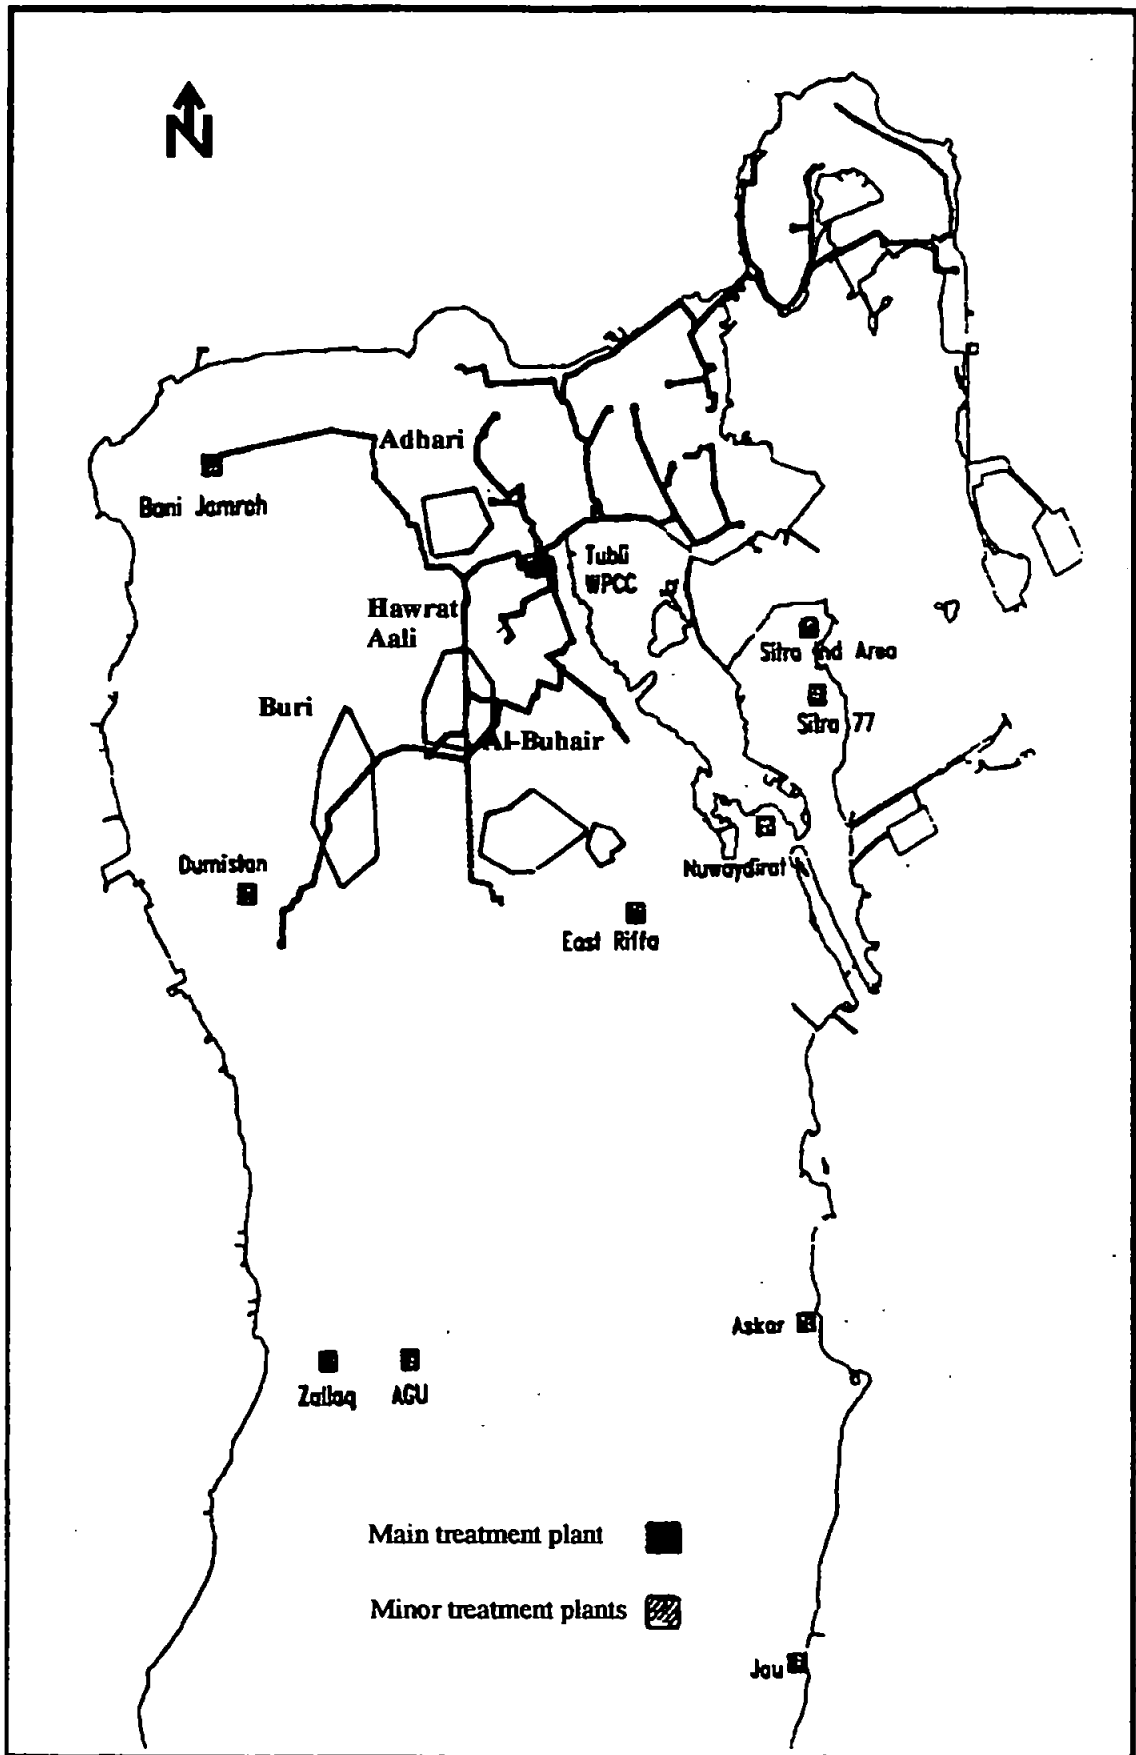 N
Adhari
Bani Jamrah
Tubli
WPCC
Hawrat
Aali
Sitra Ind Area
Buri
Sitra 77
Al-Buhair
Dumistan
Nuwaydirat
East Riffa
Askar
Zallaq
AGU
Main treatment plant
Minor treatment plants
Jau